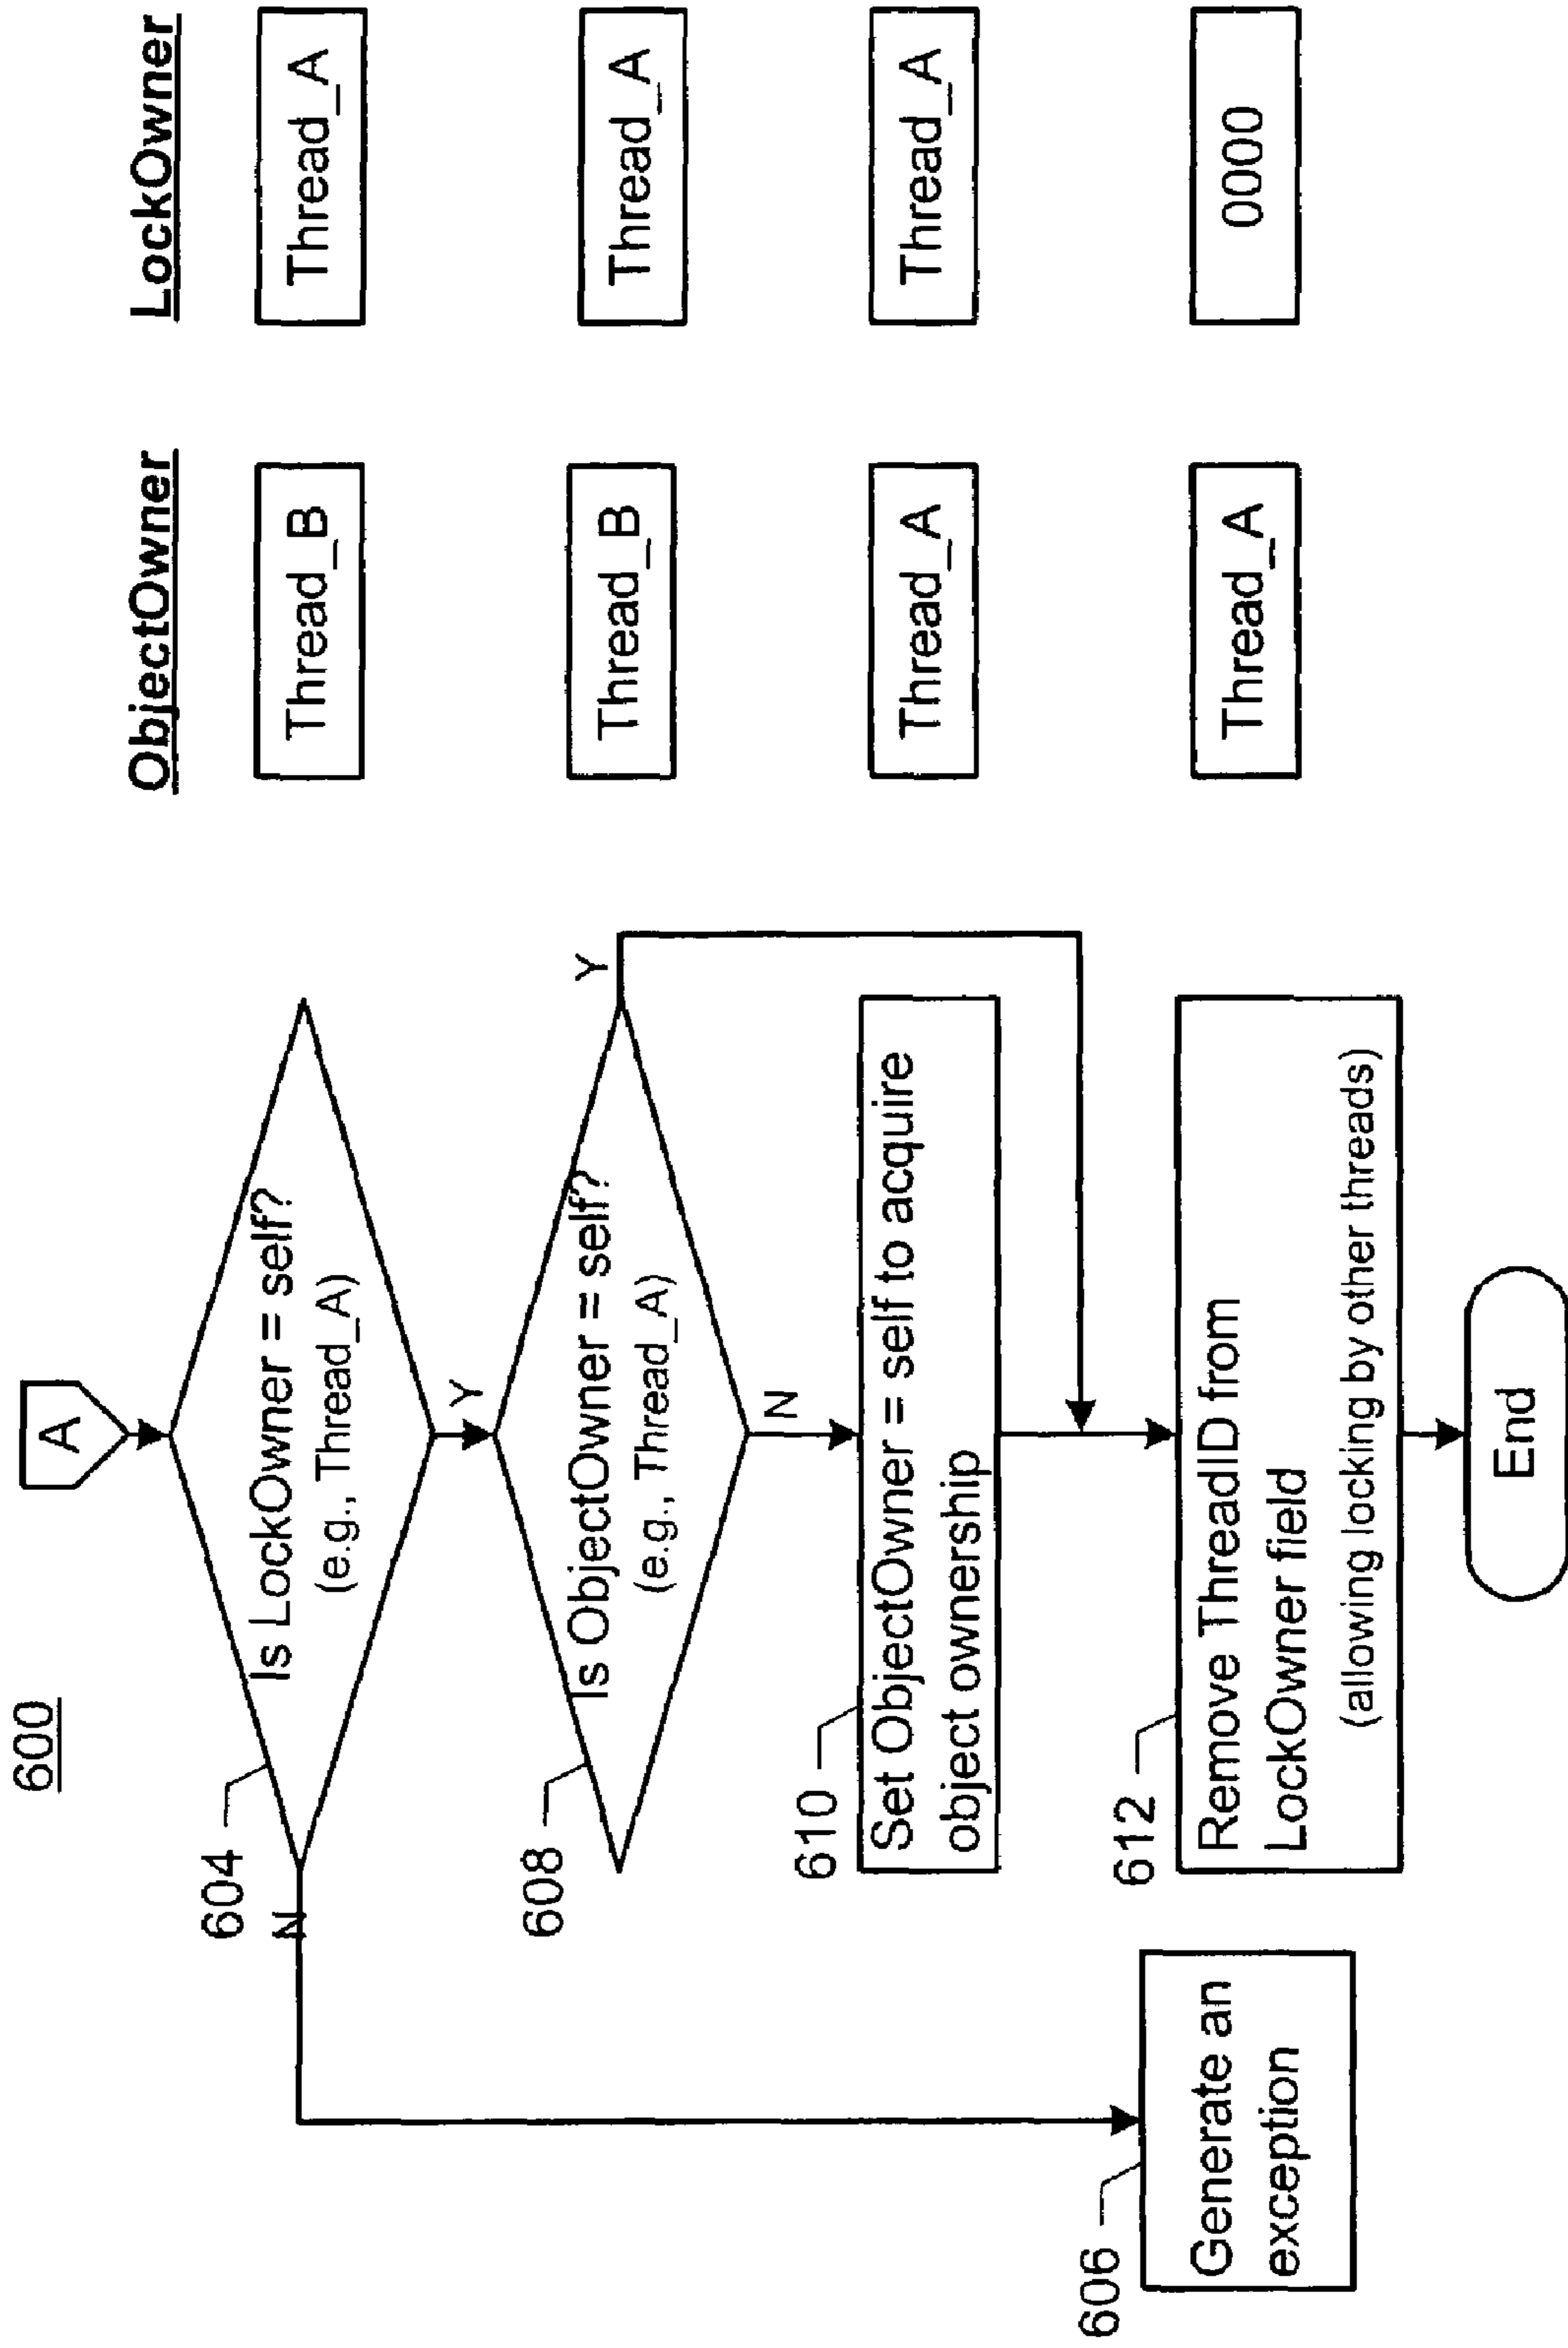 600
A
ObjectOwner
LockOwner
604
Is LockOwner = self?
(e.g., Thread_A)
N
Y
Thread_B
Thread_A
608
Is ObjectOwner = self?
(e.g., Thread_A)
Y
N
Thread_B
Thread_A
610
Set ObjectOwner = self to acquire
object ownership
Thread_A
Thread_A
606
Generate an
exception
612
Remove ThreadID from
LockOwner field
(allowing locking by other threads)
Thread_A
0000
End